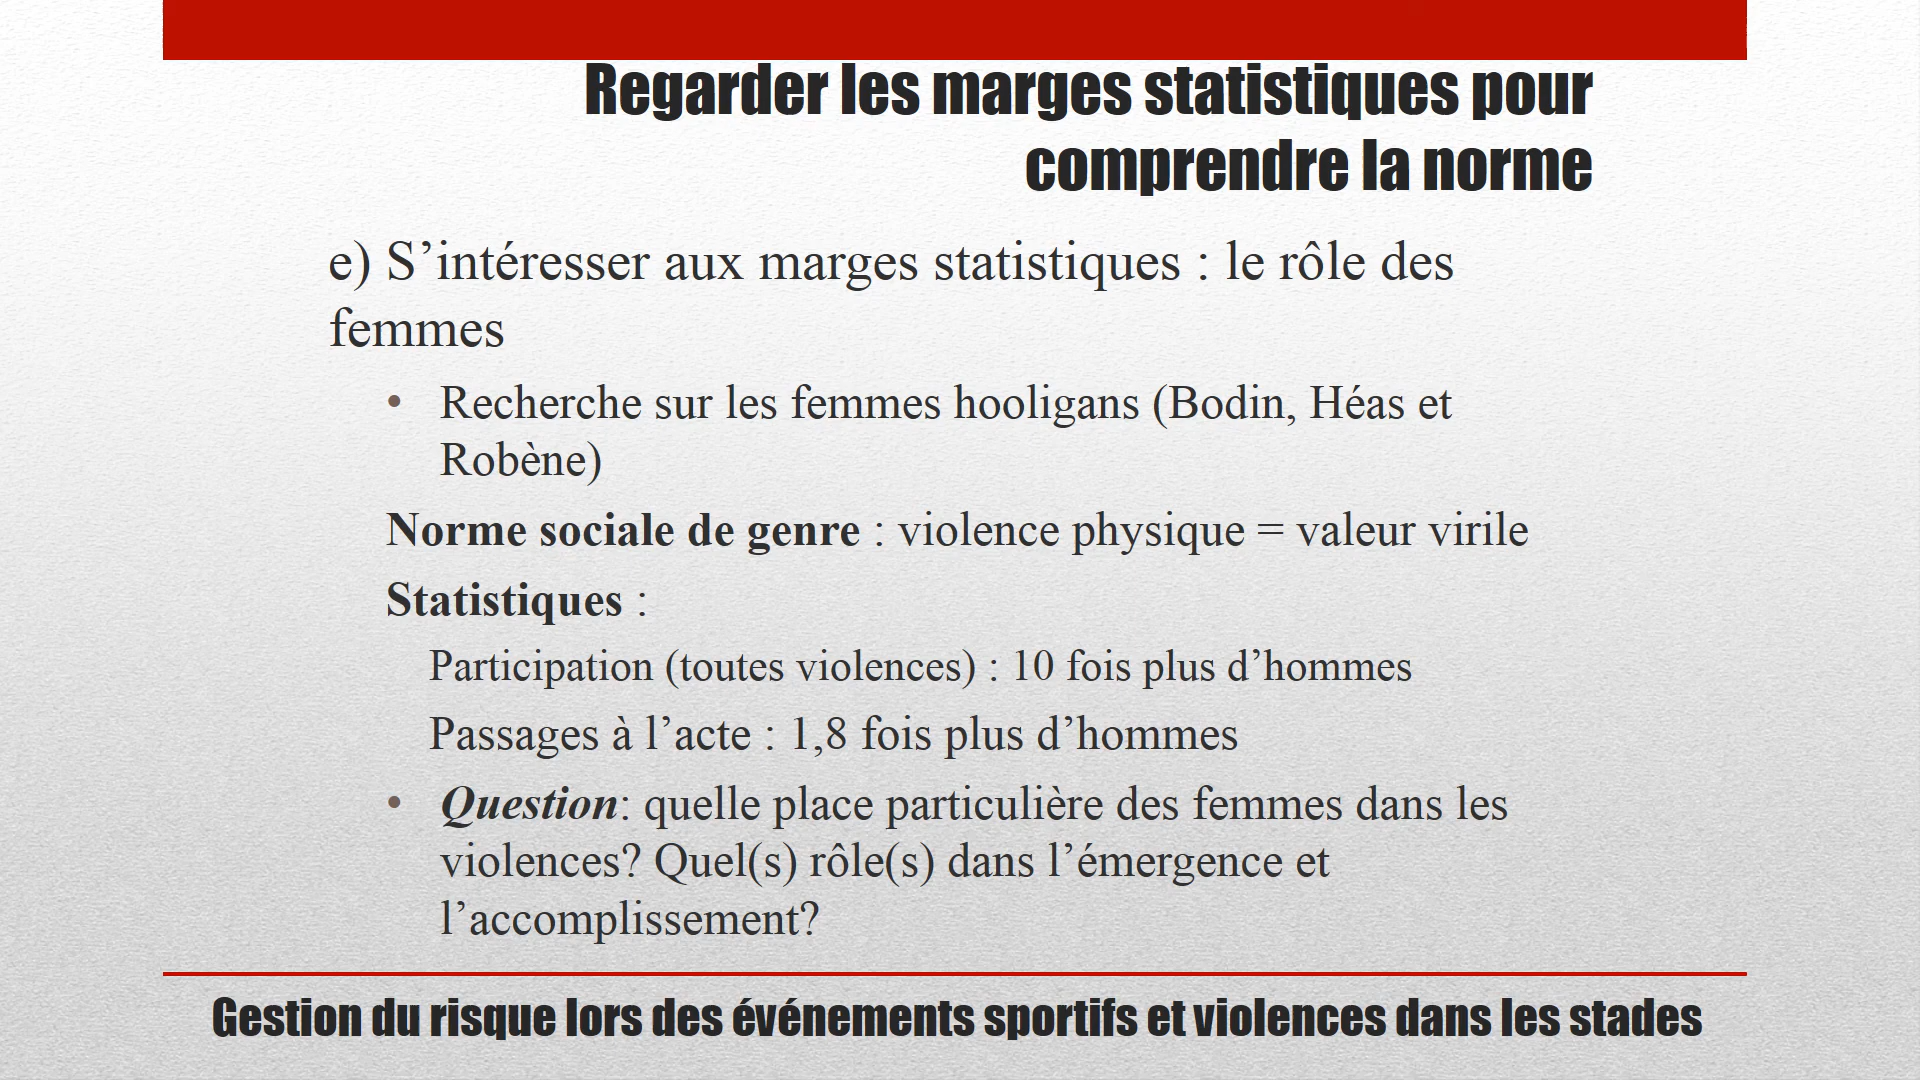 Regarder les marges statistiques pour
comprendre la norme
e) S’intéresser aux marges statistiques : le rôle des
femmes
• Recherche sur les femmes hooligans (Bodin, Héas et
Robène)
Norme sociale de genre : violence physique = valeur virile
Statistiques :
Participation (toutes violences) : 10 fois plus d’hommes
Passages à l’acte : 1,8 fois plus d’hommes
• Question: quelle place particulière des femmes dans les
violences? Quel(s) rôle(s) dans l’émergence et
l’accomplissement?
Gestion du risque lors des événements sportifs et violences dans les stades